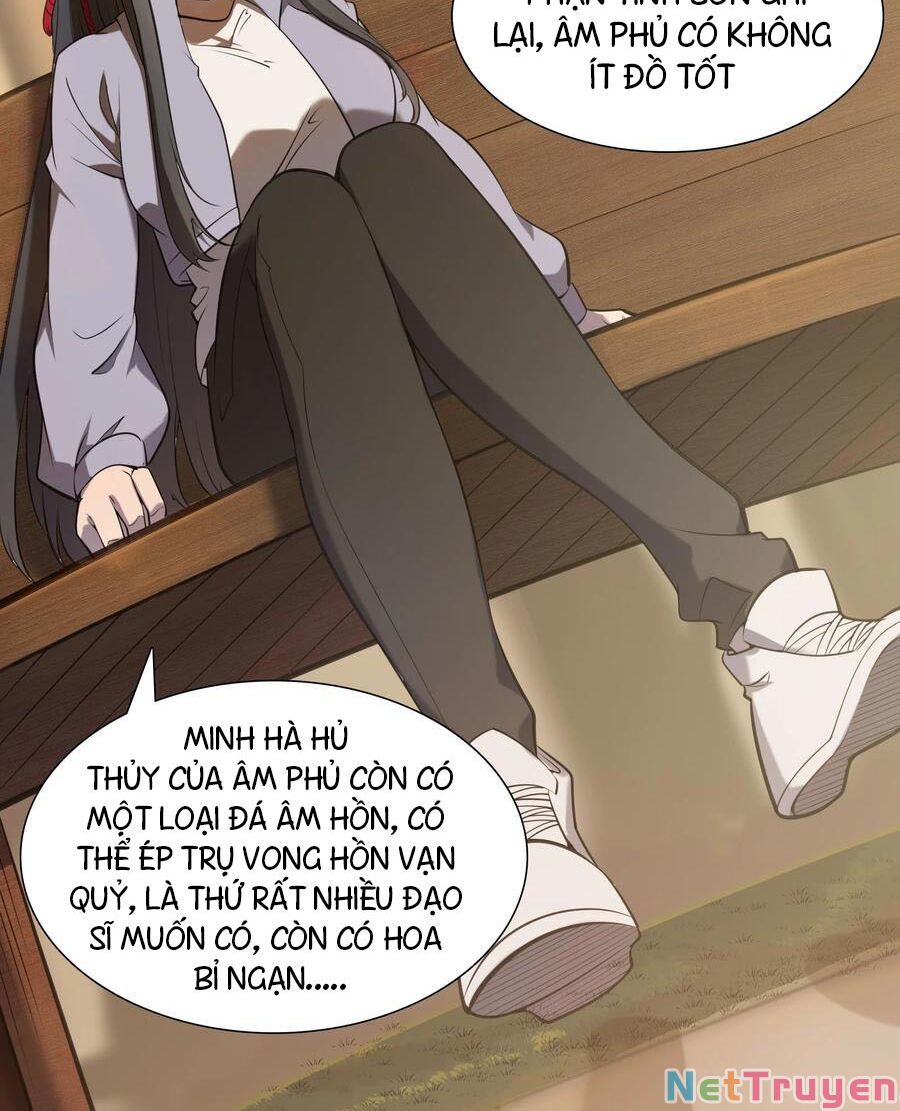 LẠI, ÂM PHỦ CÓ KHÔNG
ÍT ĐỒ TỐT
MINH HÀ HỦ
THỦY CỦA ÂM PHỦ CÒN CÓ
MỘT LOẠI ĐÁ ÂM HỒN, CÓ
THỂ ÉP TRỤ VONG HỒN VẠN
QUỶ, LÀ THỨ RẤT NHIỀU ĐẠO
SĨ MUỐN CÓ, CÒN CÓ HOA
BỈ NGẠN.....
NETTRUYEN